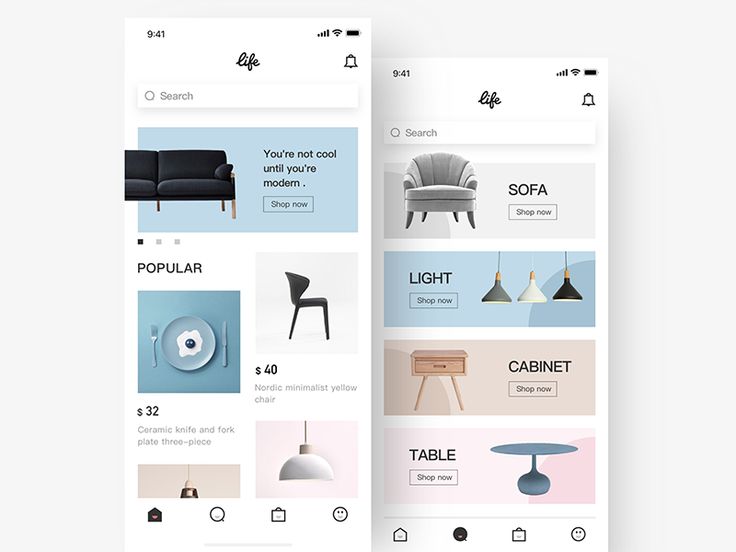 9:41
life
Search
You're not cool
until you're
modern .
Shop now
POPULAR
$ 32
Ceramic knife and fork
plate three-piece
$ 40
Nordic minimalist yellow
chair
9:41
life
Search
SOFA
Shop now
LIGHT
Shop now
CABINET
Shop now
TABLE
Shop now